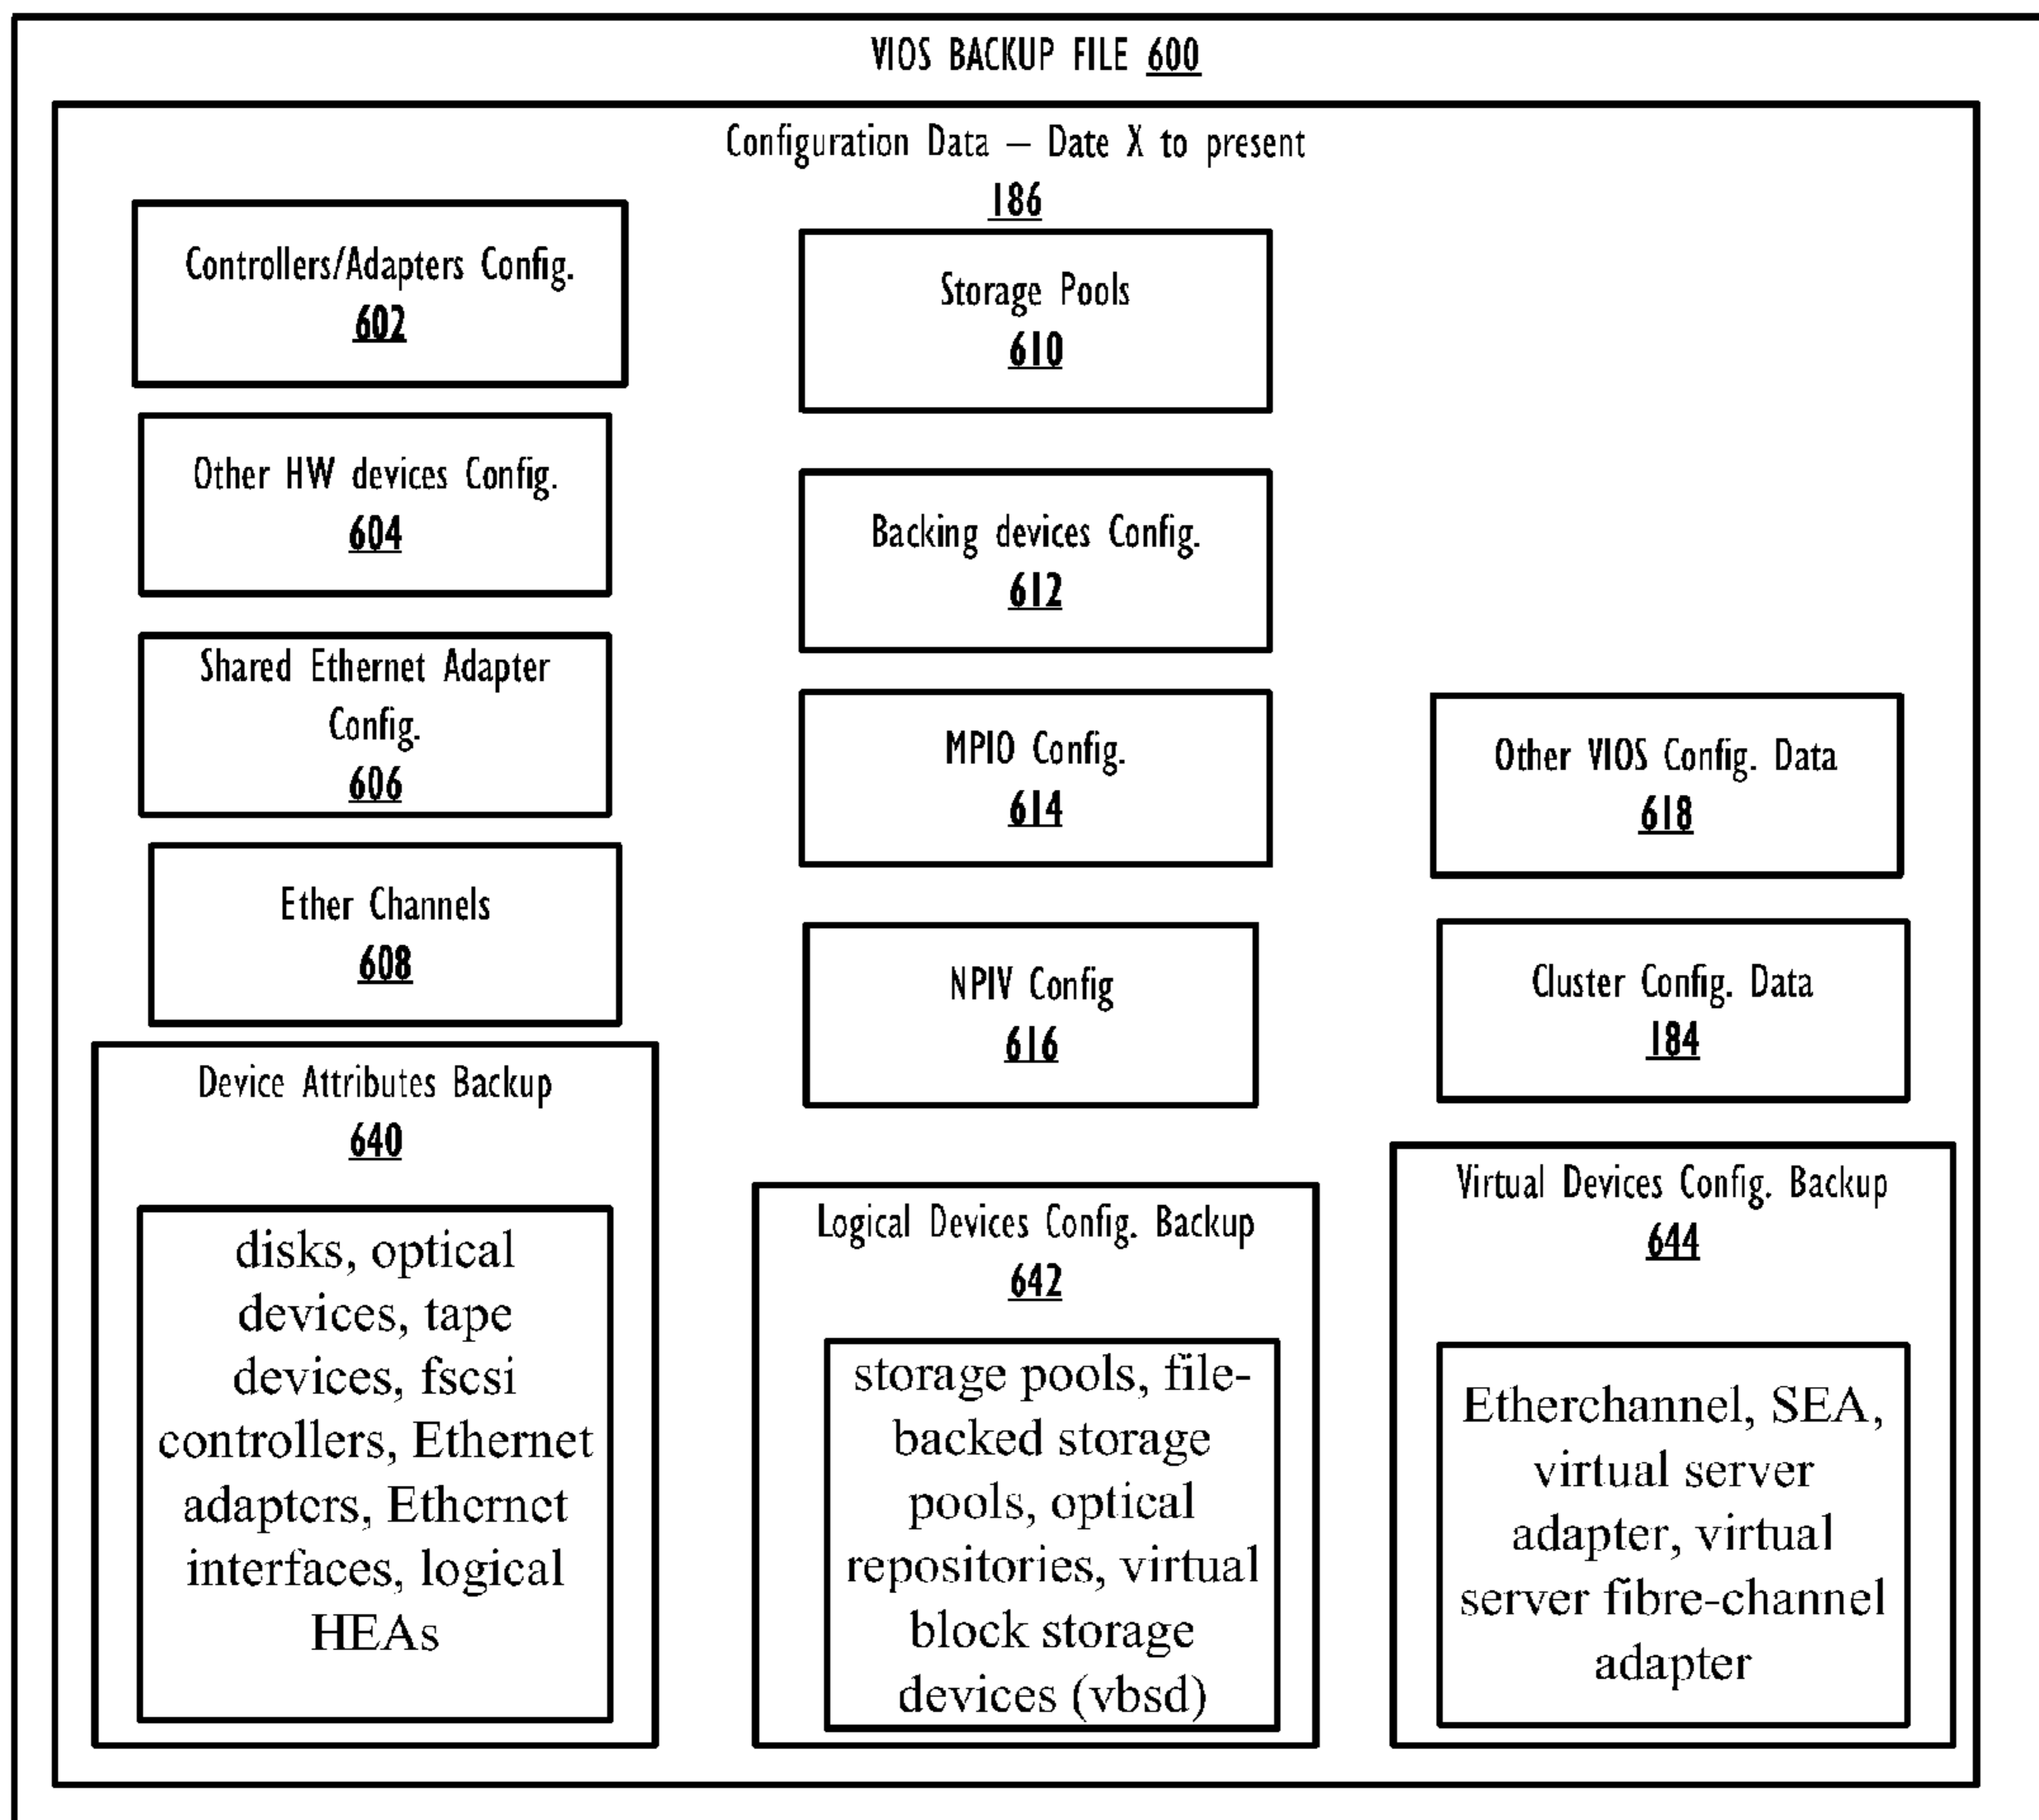 VIOS BACKUP FILE 600
Configuration Data – Date X to present
186
Controllers/Adapters Config.
602
Other HW devices Config.
604
Shared Ethernet Adapter
Config.
606
Ether Channels
608
Device Attributes Backup
640
disks, optical
devices, tape
devices, fscsi
controllers, Ethernet
adapters, Ethernet
interfaces, logical
HEAs
Storage Pools
610
Backing devices Config.
612
MPIO Config.
614
NPIV Config
616
Logical Devices Config. Backup
642
storage pools, file-
backed storage
pools, optical
repositories, virtual
block storage
devices (vbsd)
Other VIOS Config. Data
618
Cluster Config. Data
184
Virtual Devices Config. Backup
644
Etherchannel, SEA,
virtual server
adapter, virtual
server fibre-channel
adapter